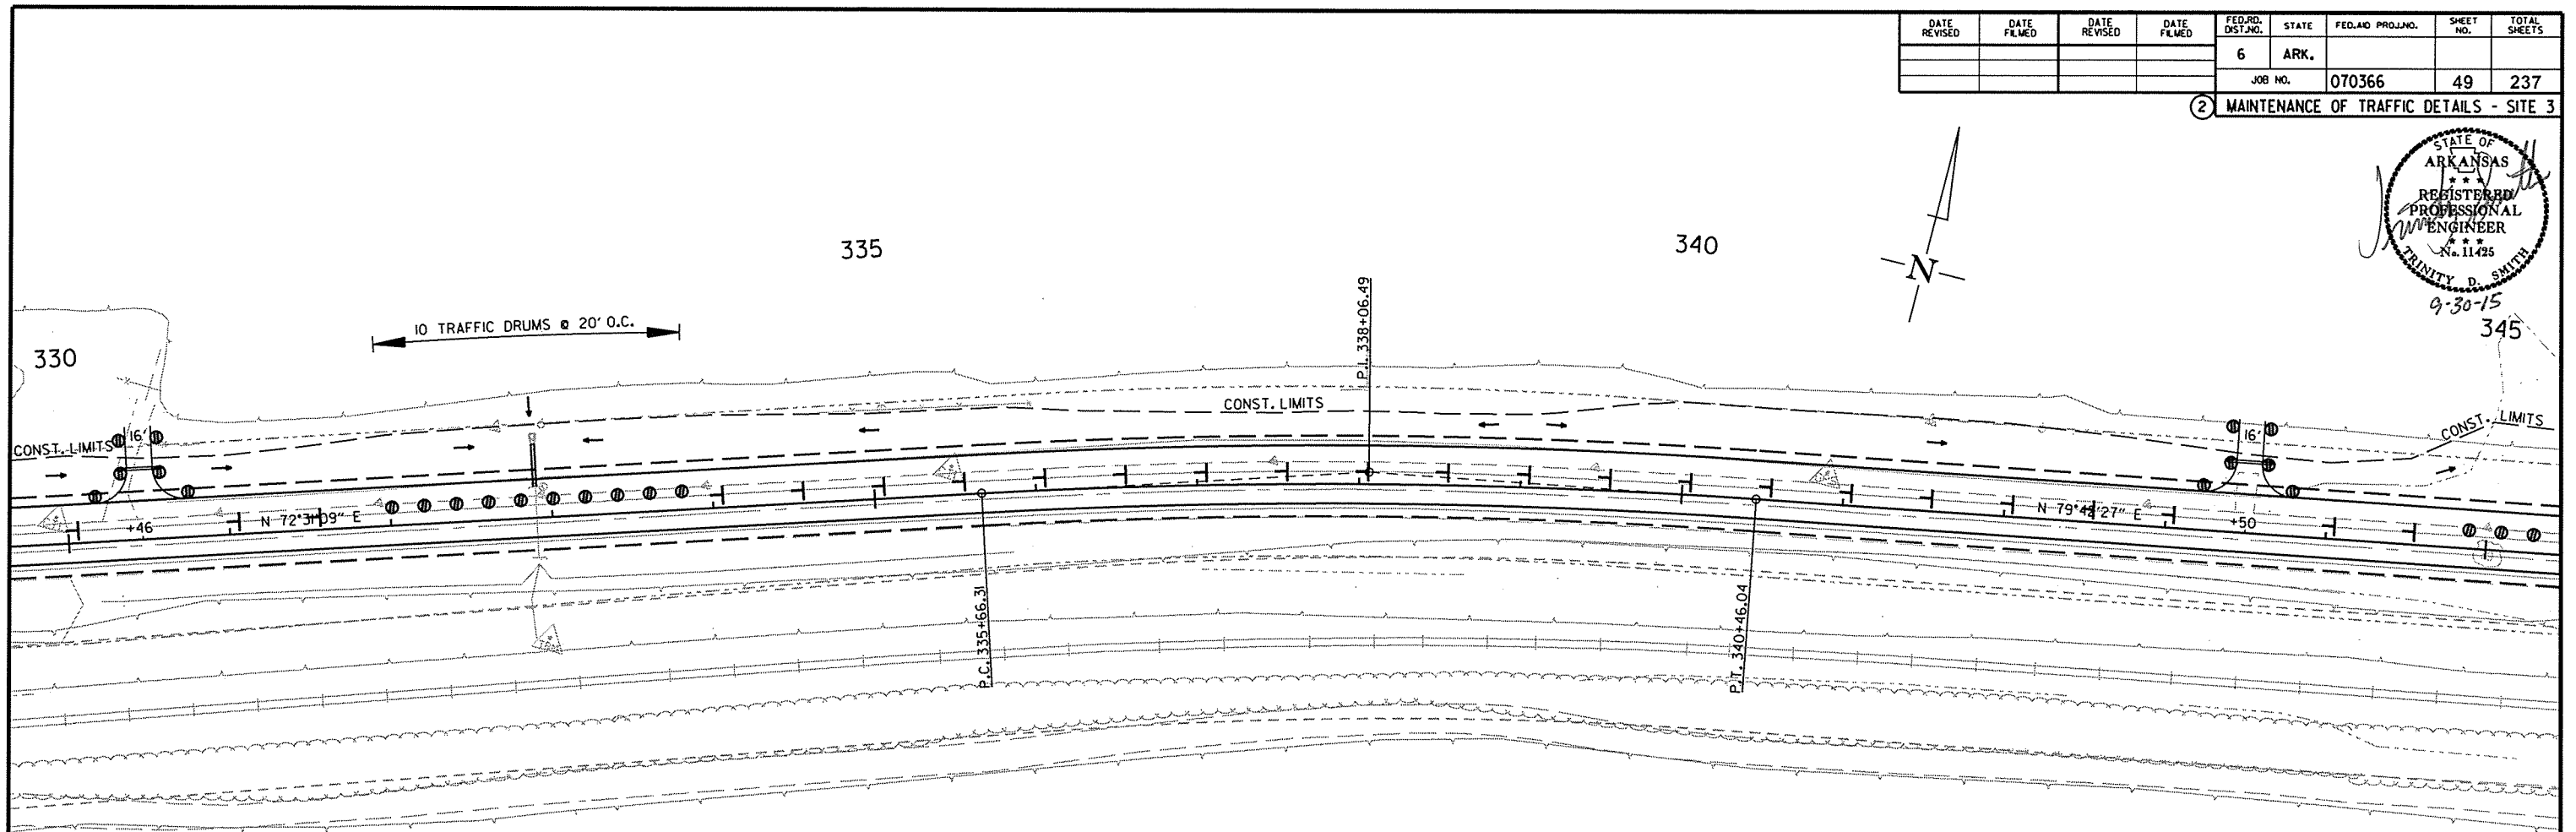 DATE REVISED
DATE FILMED
DATE REVISED
DATE FILMED
FED.RD. DIST.NO.
STATE
FED.AID PROJ.NO.
SHEET NO.
TOTAL SHEETS
6
ARK.
JOB NO.
070366
49
237
2
MAINTENANCE OF TRAFFIC DETAILS - SITE 3
STATE OF
ARKANSAS
REGISTERED
PROFESSIONAL
ENGINEER
No. 11425
TRINITY D. SMITH
9-30-15
330
335
340
345
N
10 TRAFFIC DRUMS @ 20' O.C.
P.I. 338+06.49
CONST. LIMITS
CONST. LIMITS
CONST. LIMITS
16'
16'
+46
N 72°31'09" E
N 79°42'27" E
+50
P.C. 335+66.31
P.T. 340+46.04